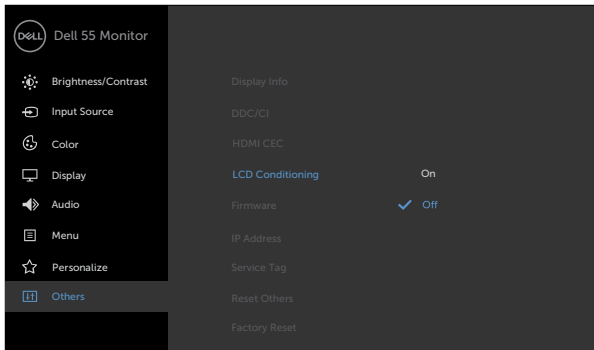 DELL Dell 55 Monitor
Brightness/Contrast
Input Source
Color
Display
Audio
Menu
Personalize
Others
Display Info
DDC/CI
HDMI CEC
LCD Conditioning On
Firmware Off
IP Address
Service Tag
Reset Others
Factory Reset